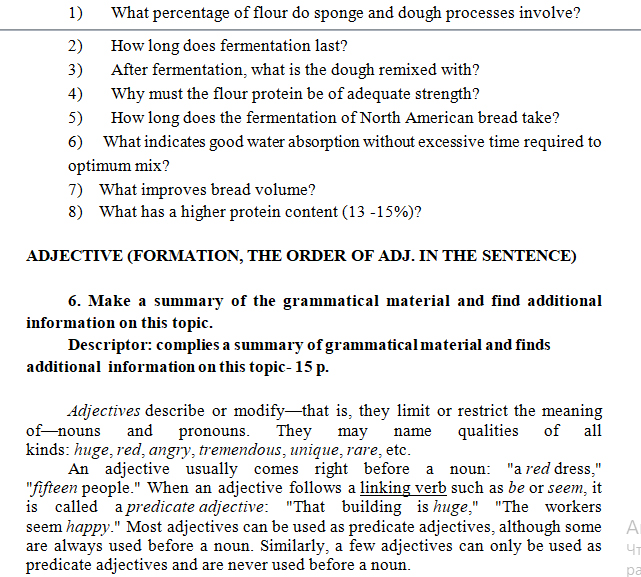 1) What percentage of flour do sponge and dough processes involve?
2) How long does fermentation last?
3) After fermentation, what is the dough remixed with?
4) Why must the flour protein be of adequate strength?
5) How long does the fermentation of North American bread take?
6) What indicates good water absorption without excessive time required to
optimum mix?
7) What improves bread volume?
8) What has a higher protein content (13 -15%)?
ADJECTIVE (FORMATION, THE ORDER OF ADJ. IN THE SENTENCE)
6. Make a summary of the grammatical material and find additional
information on this topic.
Descriptor: complies a summary of grammatical material and finds
additional information on this topic- 15 p.
Adjectives describe or modify—that is, they limit or restrict the meaning
of—nouns and pronouns. They may name qualities of all
kinds: huge, red, angry, tremendous, unique, rare, etc.
An adjective usually comes right before a noun: "a red dress,"
"fifteen people." When an adjective follows a linking verb such as be or seem, it
is called a predicate adjective: "That building is huge," "The workers
seem happy." Most adjectives can be used as predicate adjectives, although some
are always used before a noun. Similarly, a few adjectives can only be used as
predicate adjectives and are never used before a noun.